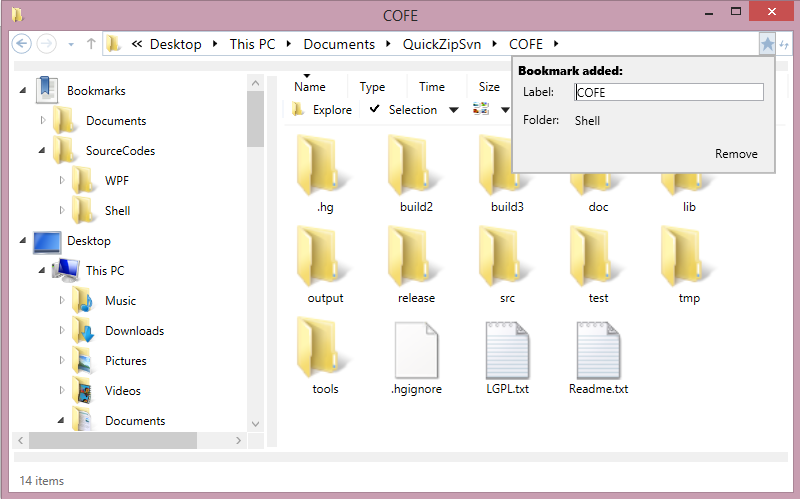 COFE
« Desktop This PC Documents QuickZipSvn COFE
Bookmarks
Documents
SourceCodes
WPF
Shell
Desktop
This PC
Music
Downloads
Pictures
Videos
Documents
Name Type Time Size
Explore Selection
Bookmark added:
Label: COFE
Folder: Shell
Remove
.hg build2 build3 doc lib
output release src test tmp
tools .hgignore LGPL.txt Readme.txt
14 items